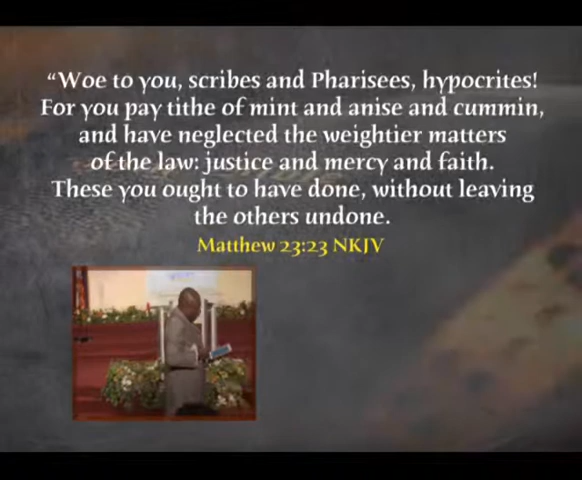 “Woe to you, scribes and Pharisees, hypocrites!
For you pay tithe of mint and anise and cummin,
and have neglected the weightier matters
of the law: justice and mercy and faith.
These you ought to have done, without leaving
the others undone.
Matthew 23:23 NKJV